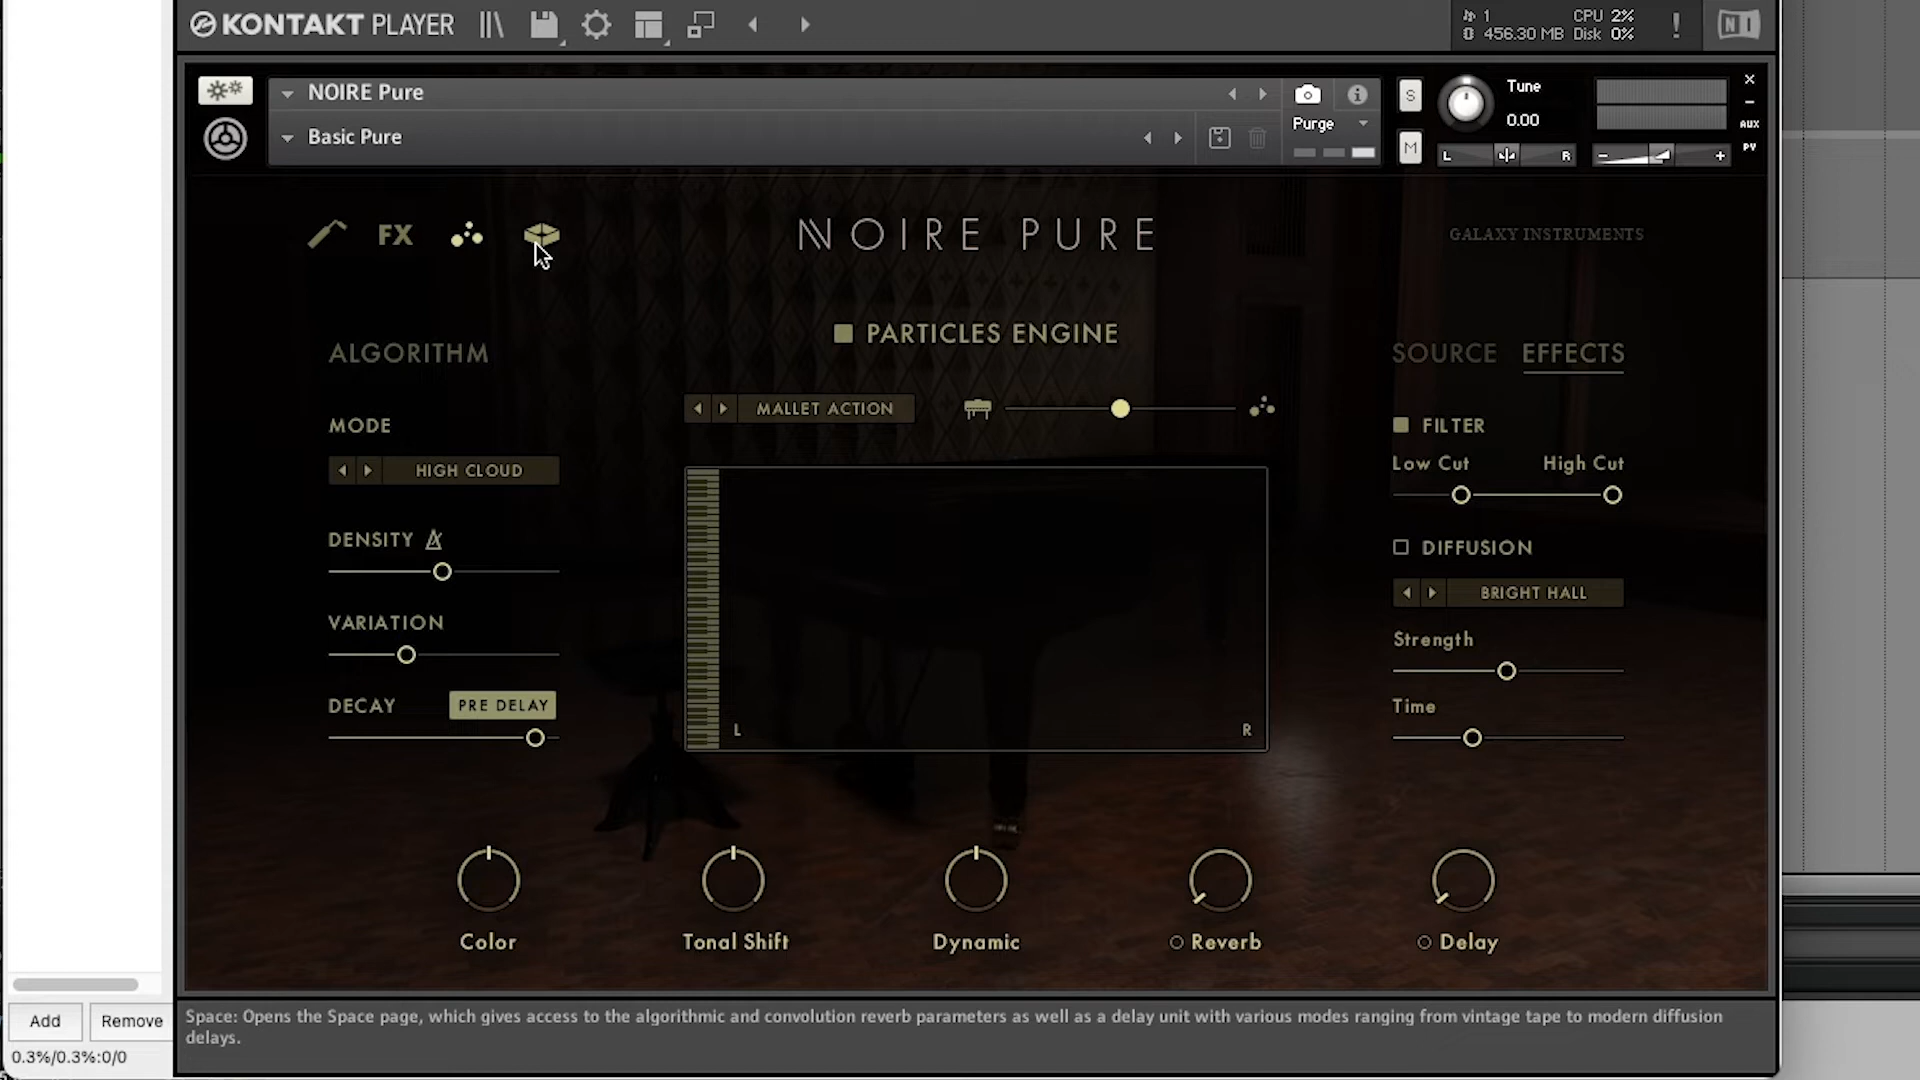 KONTAKT PLAYER
1 CPU 2%
0 456.30 MB Disk 0%
NI
NOIRE Pure
Basic Pure
Purge
S
M
Tune
0.00
L R
- +
x
AUX
PV
FX
NOIRE PURE
GALAXY INSTRUMENTS
PARTICLES ENGINE
ALGORITHM
SOURCE EFFECTS
MODE
HIGH CLOUD
MALLET ACTION
FILTER
Low Cut High Cut
DENSITY
DIFFUSION
BRIGHT HALL
VARIATION
Strength
DECAY PRE DELAY
Time
L R
Color Tonal Shift Dynamic Reverb Delay
Add Remove
0.3%/0.3%:0/0
Space: Opens the Space page, which gives access to the algorithmic and convolution reverb parameters as well as a delay unit with various modes ranging from vintage tape to modern diffusion
delays.